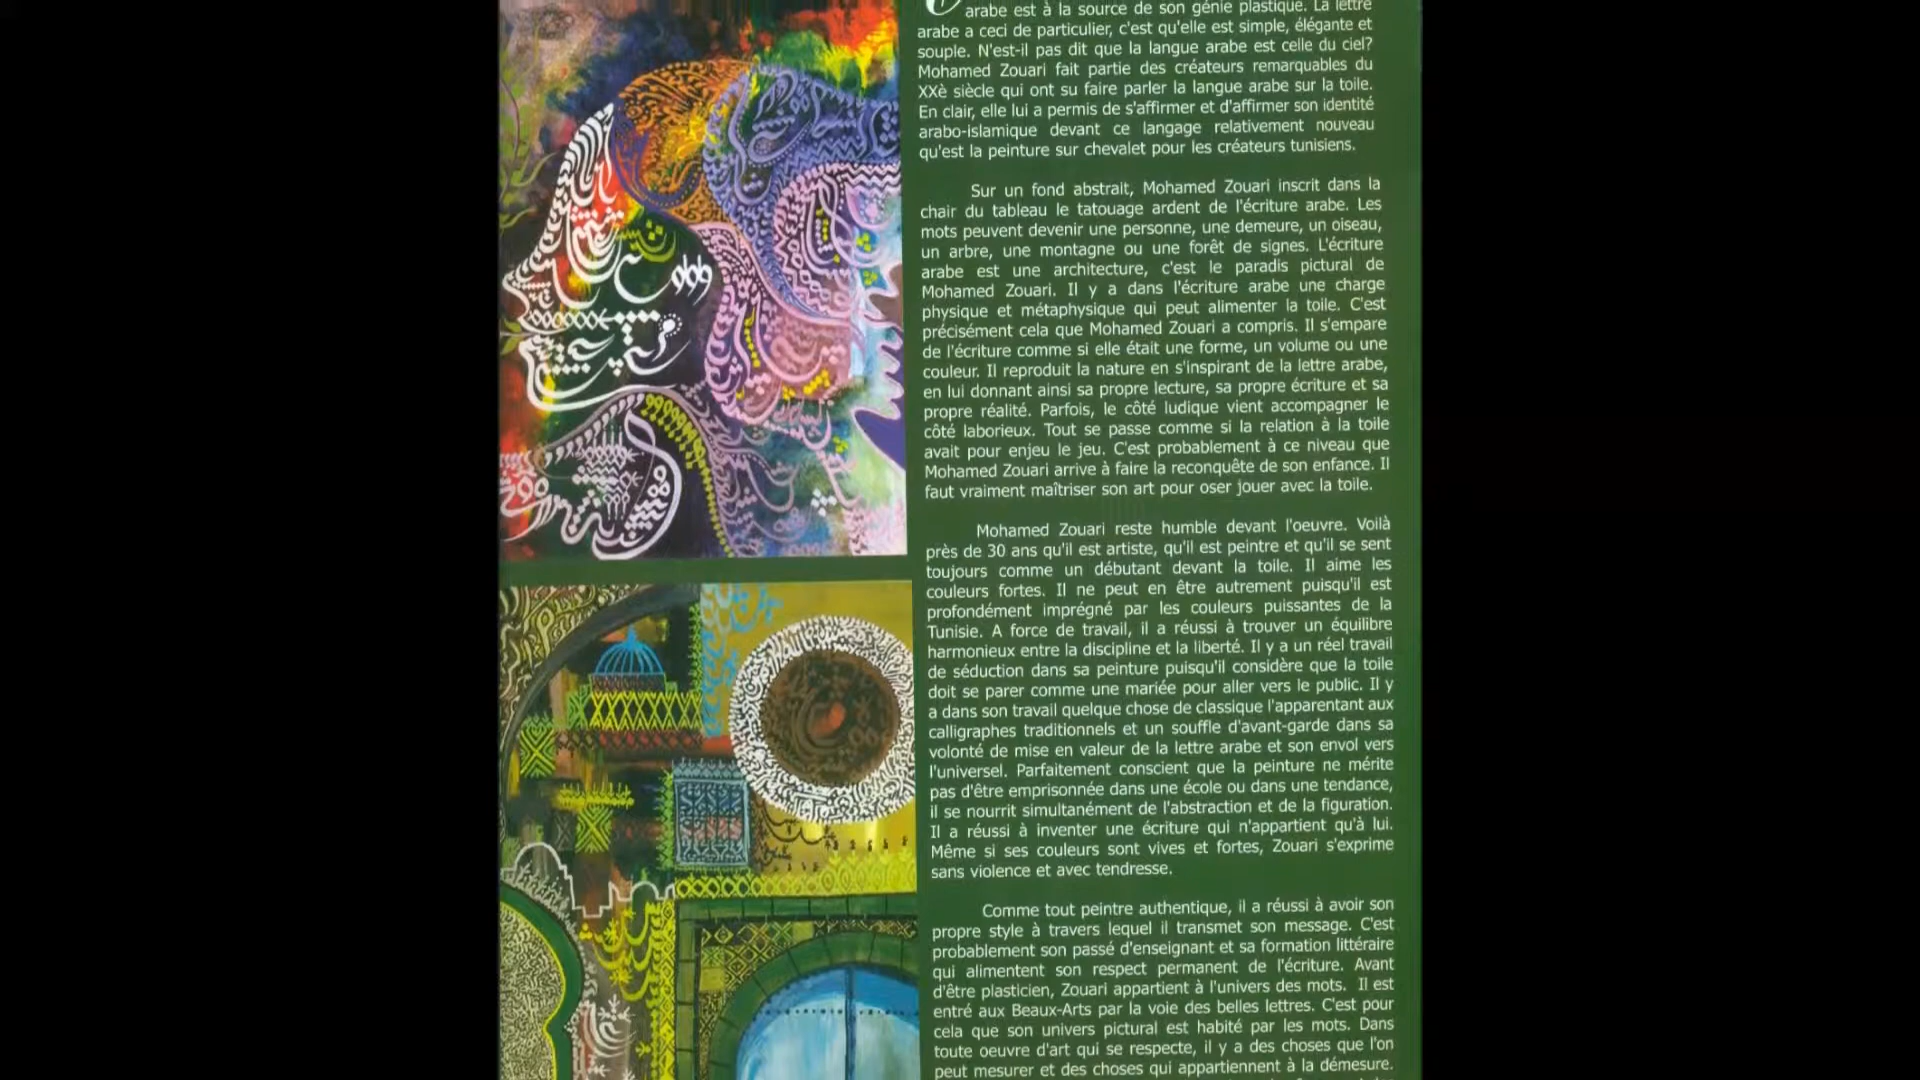 arabe est à la source de son génie plastique. La lettre
arabe a ceci de particulier, c'est qu'elle est simple, élégante et
souple. N'est-il pas dit que la langue arabe est celle du ciel?
Mohamed Zouari fait partie des créateurs remarquables du
XXè siècle qui ont su faire parler la langue arabe sur la toile.
En clair, elle lui a permis de s'affirmer et d'affirmer son identité
arabo-islamique devant ce langage relativement nouveau
qu'est la peinture sur chevalet pour les créateurs tunisiens.
Sur un fond abstrait, Mohamed Zouari inscrit dans la
chair du tableau le tatouage ardent de l'écriture arabe. Les
mots peuvent devenir une personne, une demeure, un oiseau,
un arbre, une montagne ou une forêt de signes. L'écriture
arabe est une architecture, c'est le paradis pictural de
Mohamed Zouari. Il y a dans l'écriture arabe une charge
physique et métaphysique qui peut alimenter la toile. C'est
précisément cela que Mohamed Zouari a compris. Il s'empare
de l'écriture comme si elle était une forme, un volume ou une
couleur. Il reproduit la nature en s'inspirant de la lettre arabe,
en lui donnant ainsi sa propre lecture, sa propre écriture et sa
propre réalité. Parfois, le côté ludique vient accompagner le
côté laborieux. Tout se passe comme si la relation à la toile
avait pour enjeu le jeu. C'est probablement à ce niveau que
Mohamed Zouari arrive à faire la reconquête de son enfance. Il
faut vraiment maîtriser son art pour oser jouer avec la toile.
Mohamed Zouari reste humble devant l'oeuvre. Voilà
près de 30 ans qu'il est artiste, qu'il est peintre et qu'il se sent
toujours comme un débutant devant la toile. Il aime les
couleurs fortes. Il ne peut en être autrement puisqu'il est
profondément imprégné par les couleurs puissantes de la
Tunisie. A force de travail, il a réussi à trouver un équilibre
harmonieux entre la discipline et la liberté. Il y a un réel travail
de séduction dans sa peinture puisqu'il considère que la toile
doit se parer comme une mariée pour aller vers le public. Il y
a dans son travail quelque chose de classique l'apparentant aux
calligraphes traditionnels et un souffle d'avant-garde dans sa
volonté de mise en valeur de la lettre arabe et son envol vers
l'universel. Parfaitement conscient que la peinture ne mérite
pas d'être emprisonnée dans une école ou dans une tendance,
il se nourrit simultanément de l'abstraction et de la figuration.
Il a réussi à inventer une écriture qui n'appartient qu'à lui.
Même si ses couleurs sont vives et fortes, Zouari s'exprime
sans violence et avec tendresse.
Comme tout peintre authentique, il a réussi à avoir son
propre style à travers lequel il transmet son message. C'est
probablement son passé d'enseignant et sa formation littéraire
qui alimentent son respect permanent de l'écriture. Avant
d'être plasticien, Zouari appartient à l'univers des mots. Il est
entré aux Beaux-Arts par la voie des belles lettres. C'est pour
cela que son univers pictural est habité par les mots. Dans
toute oeuvre d'art qui se respecte, il y a des choses que l'on
peut mesurer et des choses qui appartiennent à la démesure.